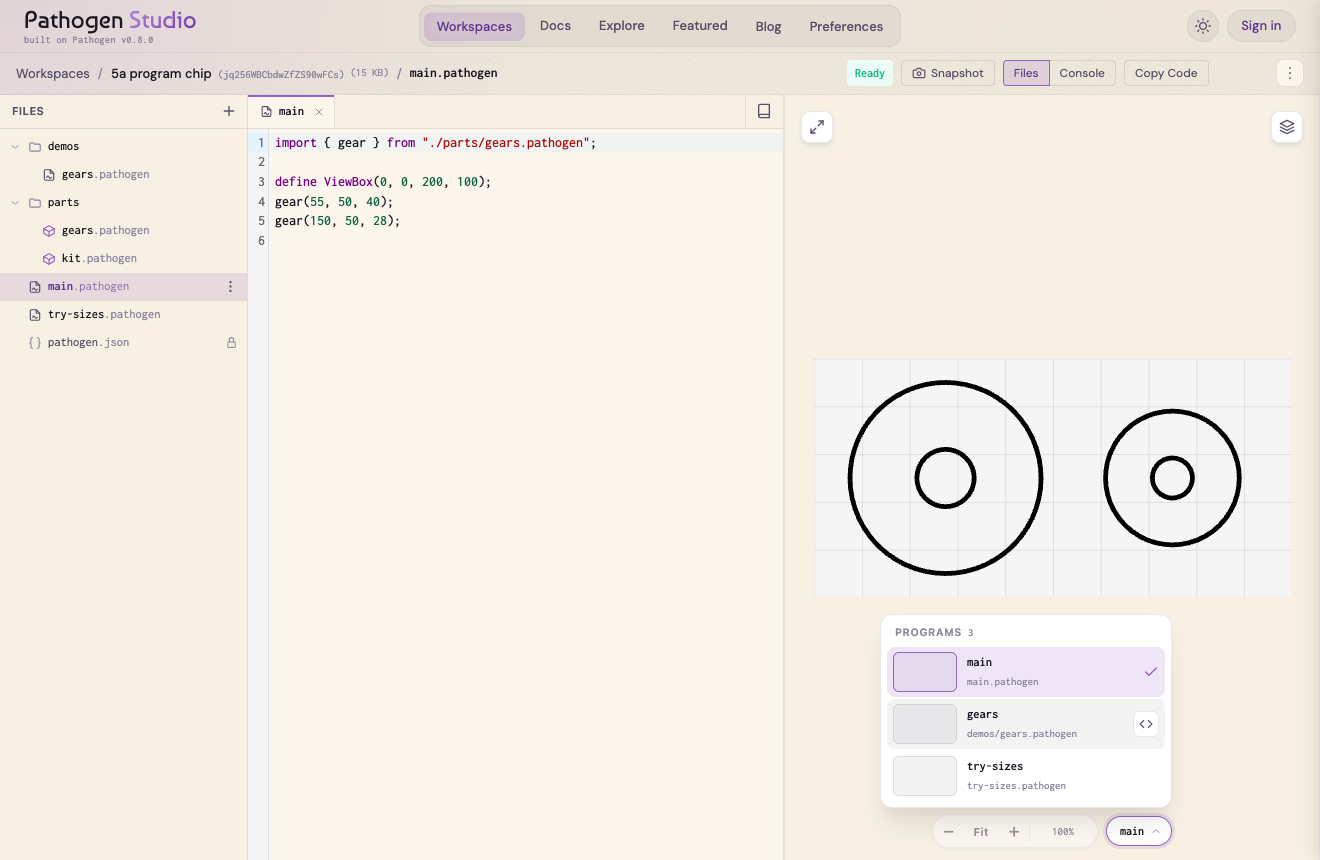 Pathogen Studio
built on Pathogen v0.8.0
Workspaces
Docs
Explore
Featured
Blog
Preferences
Sign in
Workspaces / 5a program chip (jq256WBCbdwZfZS90wFCs) (15 KB) / main.pathogen
Ready
Snapshot
Files
Console
Copy Code
FILES
demos
gears.pathogen
parts
gears.pathogen
kit.pathogen
main.pathogen
try-sizes.pathogen
{} pathogen.json
main
1 import { gear } from "./parts/gears.pathogen";
2
3 define ViewBox(0, 0, 200, 100);
4 gear(55, 50, 40);
5 gear(150, 50, 28);
6
PROGRAMS 3
main
main.pathogen
gears
demos/gears.pathogen
try-sizes
try-sizes.pathogen
Fit
100%
main